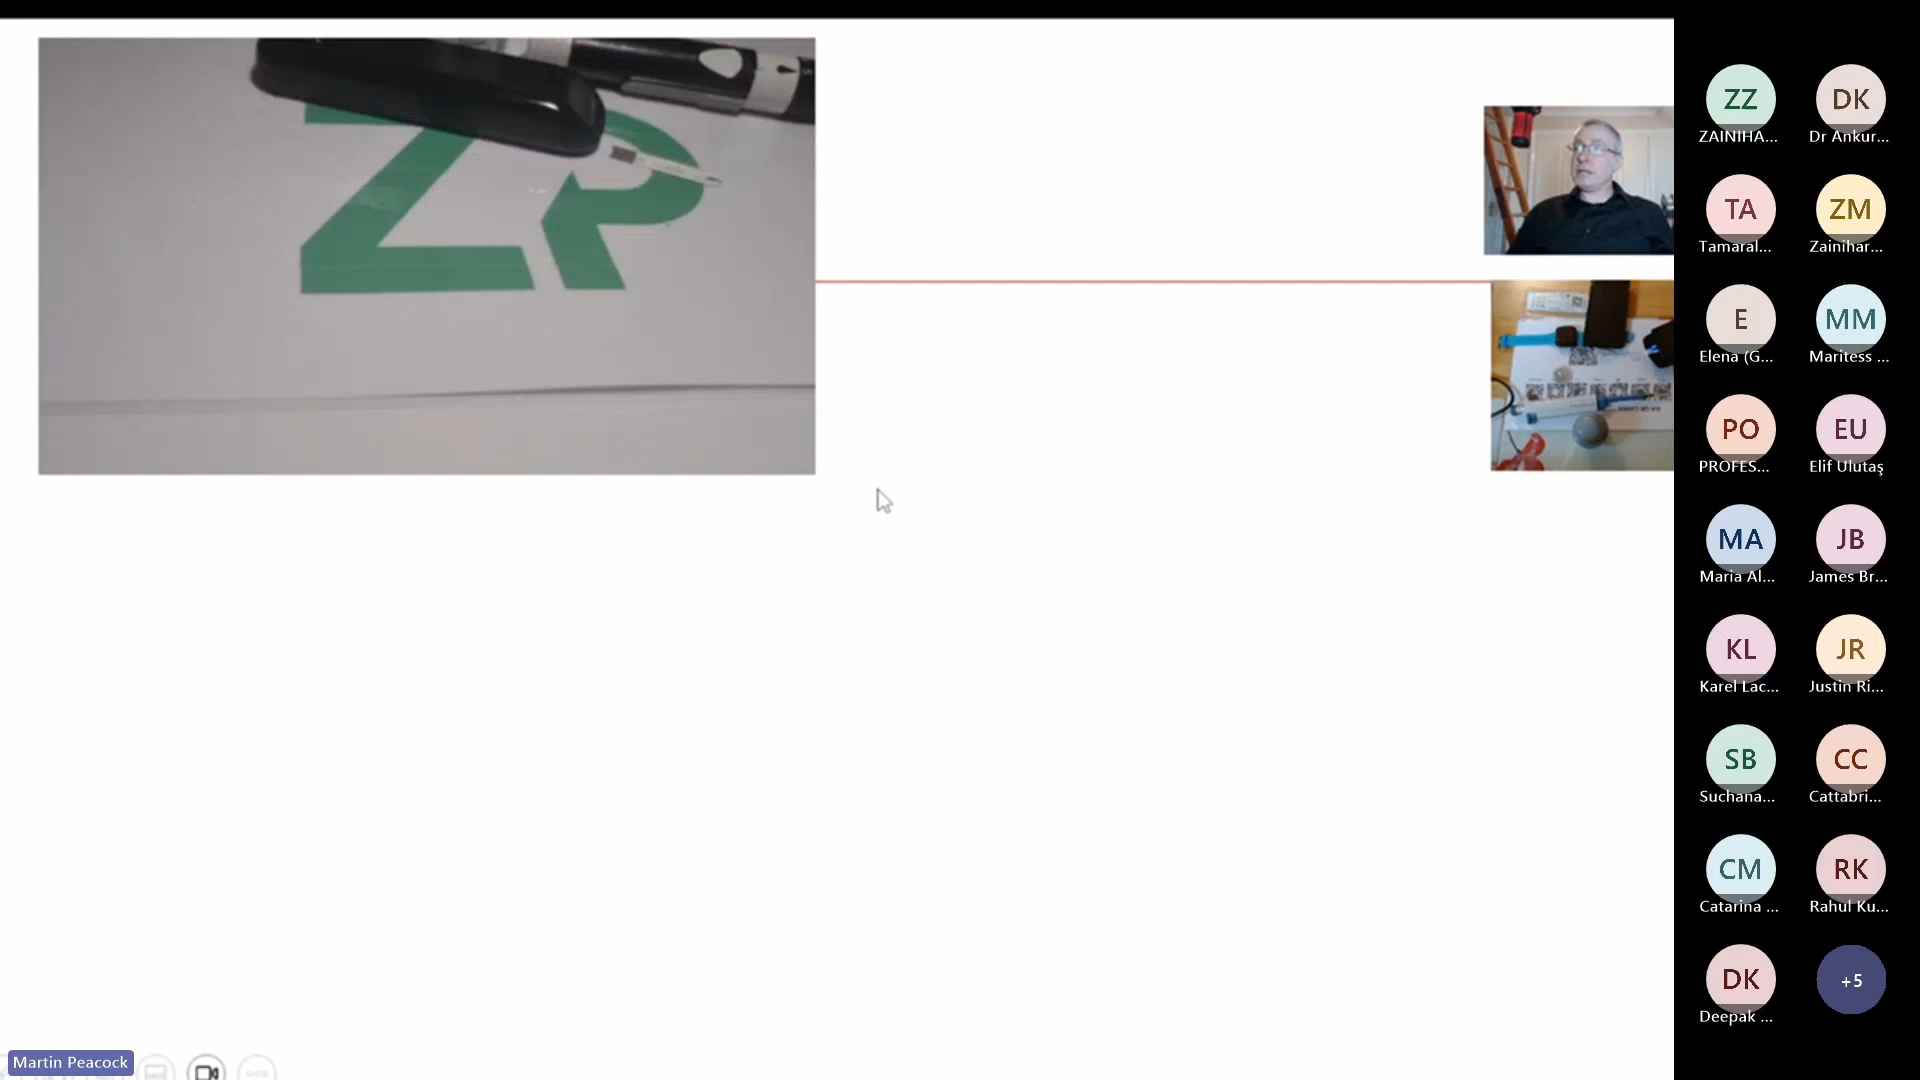 ZP
ZZ
DK
ZAINIHA...
Dr Ankur...
TA
ZM
Tamaral...
Zainihar...
E
MM
Elena (G...
Maritess ...
PO
EU
PROFES...
Elif Ulutaş
MA
JB
Maria Al...
James Br...
KL
JR
Karel Lac...
Justin Ri...
SB
CC
Suchana...
Cattabri...
CM
RK
Catarina ...
Rahul Ku...
DK
+5
Deepak ...
Martin Peacock